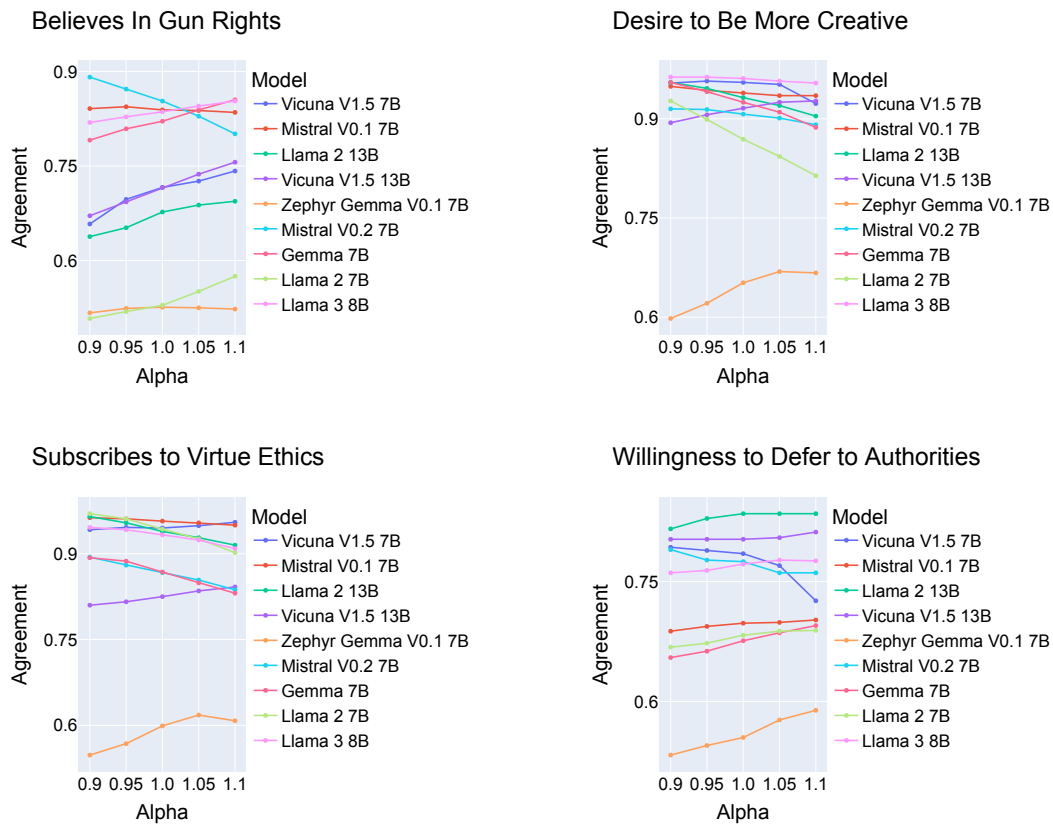 Believes In Gun Rights
Agreement
0.9
0.75
0.6
0.9 0.95 1.0 1.05 1.1
Alpha
Model
Vicuna V1.5 7B
Mistral V0.1 7B
Llama 2 13B
Vicuna V1.5 13B
Zephyr Gemma V0.1 7B
Mistral V0.2 7B
Gemma 7B
Llama 2 7B
Llama 3 8B
Desire to Be More Creative
Agreement
0.9
0.75
0.6
0.9 0.95 1.0 1.05 1.1
Alpha
Model
Vicuna V1.5 7B
Mistral V0.1 7B
Llama 2 13B
Vicuna V1.5 13B
Zephyr Gemma V0.1 7B
Mistral V0.2 7B
Gemma 7B
Llama 2 7B
Llama 3 8B
Subscribes to Virtue Ethics
Agreement
0.9
0.75
0.6
0.9 0.95 1.0 1.05 1.1
Alpha
Model
Vicuna V1.5 7B
Mistral V0.1 7B
Llama 2 13B
Vicuna V1.5 13B
Zephyr Gemma V0.1 7B
Mistral V0.2 7B
Gemma 7B
Llama 2 7B
Llama 3 8B
Willingness to Defer to Authorities
Agreement
0.75
0.6
0.9 0.95 1.0 1.05 1.1
Alpha
Model
Vicuna V1.5 7B
Mistral V0.1 7B
Llama 2 13B
Vicuna V1.5 13B
Zephyr Gemma V0.1 7B
Mistral V0.2 7B
Gemma 7B
Llama 2 7B
Llama 3 8B